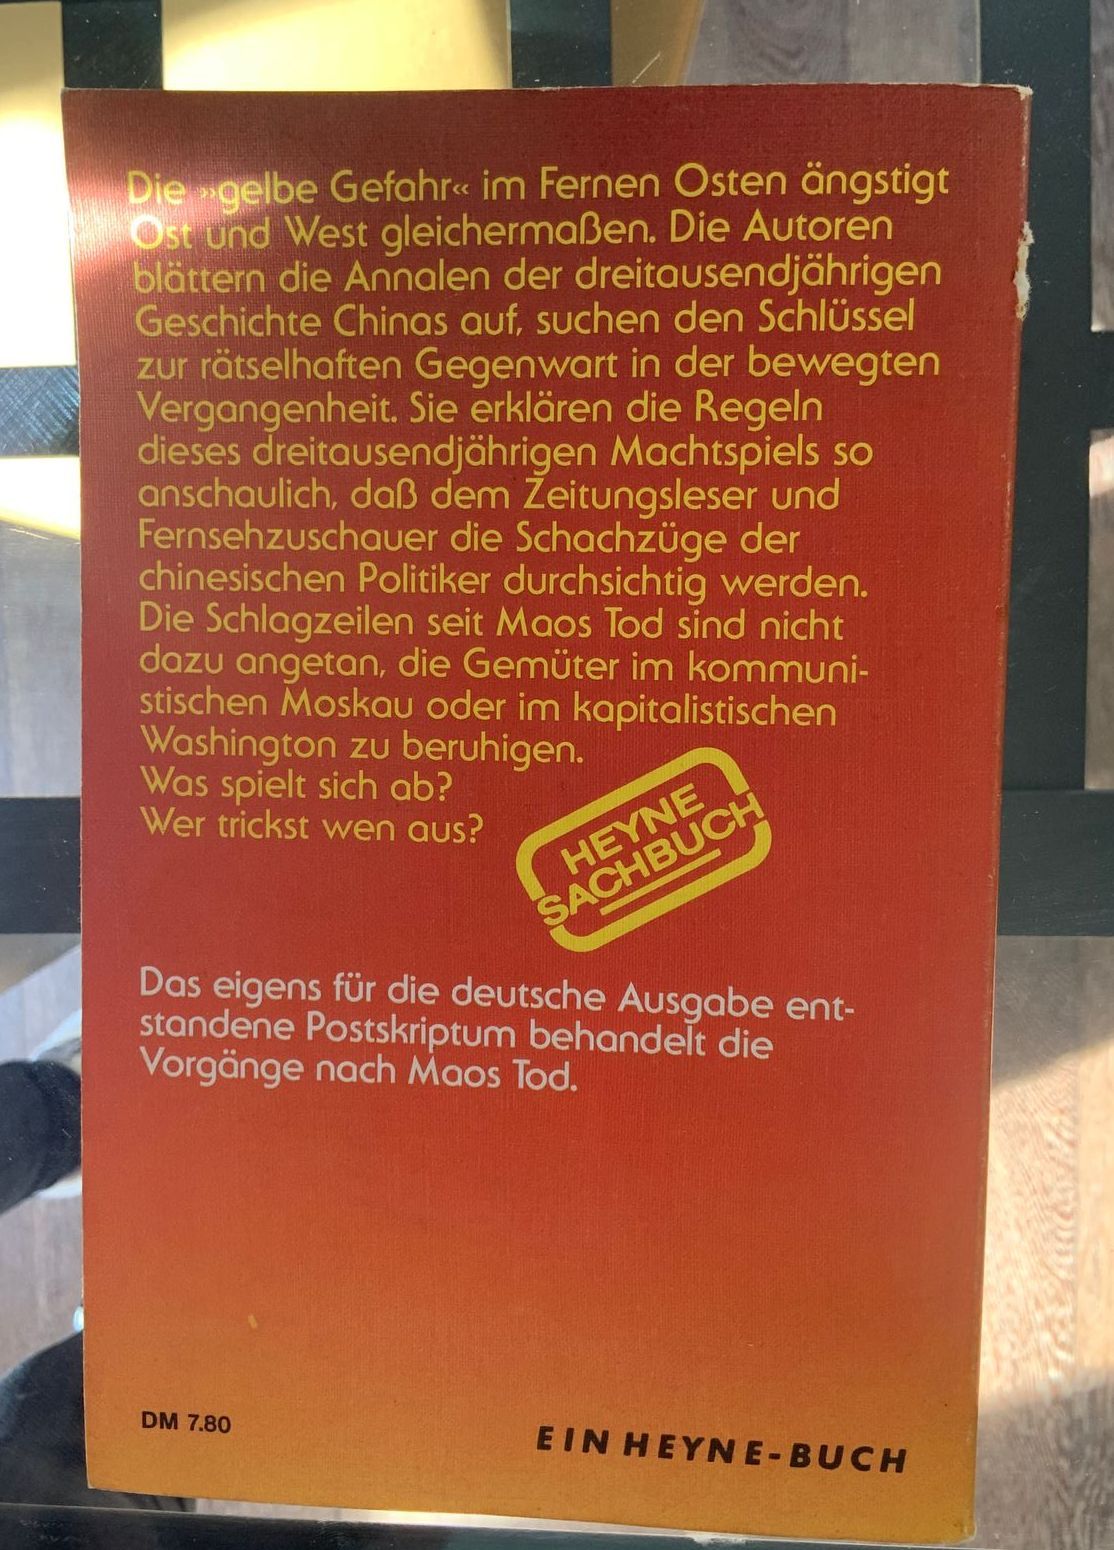 Die »gelbe Gefahr« im Fernen Osten ängstigt
Ost und West gleichermaßen. Die Autoren
blättern die Annalen der dreitausendjährigen
Geschichte Chinas auf, suchen den Schlüssel
zur rätselhaften Gegenwart in der bewegten
Vergangenheit. Sie erklären die Regeln
dieses dreitausendjährigen Machtspiels so
anschaulich, daß dem Zeitungsleser und
Fernsehzuschauer die Schachzüge der
chinesischen Politiker durchsichtig werden.
Die Schlagzeilen seit Maos Tod sind nicht
dazu angetan, die Gemüter im kommuni-
stischen Moskau oder im kapitalistischen
Washington zu beruhigen.
Was spielt sich ab?
Wer trickst wen aus?
HEYNE
SACHBUCH
Das eigens für die deutsche Ausgabe ent-
standene Postskriptum behandelt die
Vorgänge nach Maos Tod.
DM 7.80
EIN HEYNE-BUCH